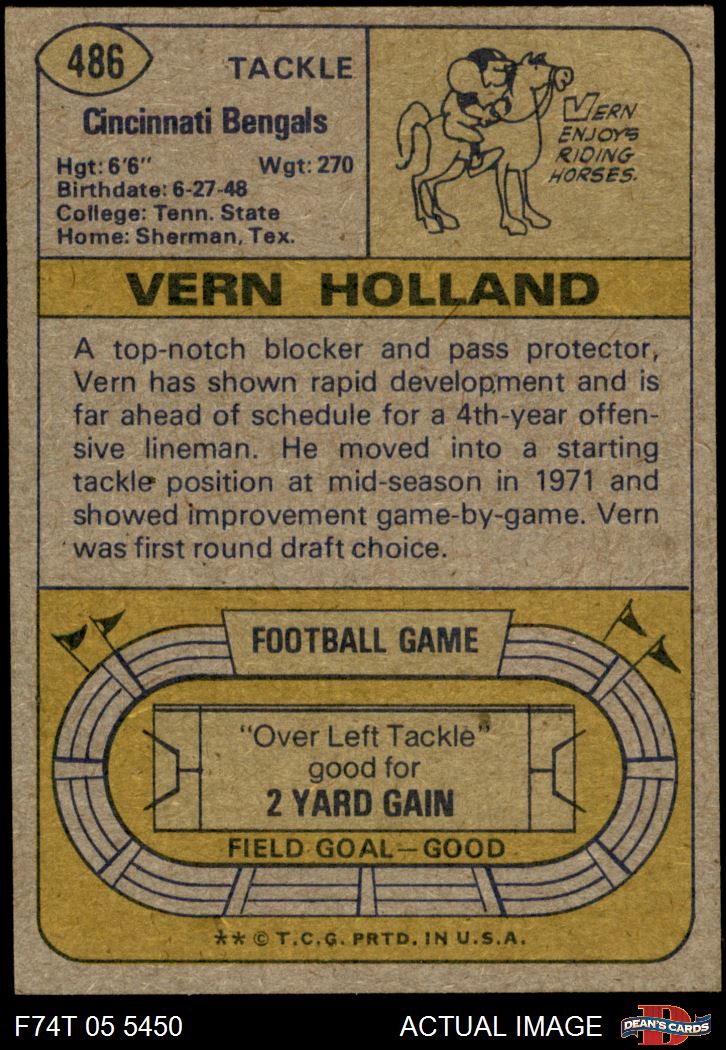 486
TACKLE
Cincinnati Bengals
Hgt: 6'6" Wgt: 270
Birthdate: 6-27-48
College: Tenn. State
Home: Sherman, Tex.
VERN
ENJOYS
RIDING
HORSES.
VERN HOLLAND
A top-notch blocker and pass protector,
Vern has shown rapid development and is
far ahead of schedule for a 4th-year offen-
sive lineman. He moved into a starting
tackle position at mid-season in 1971 and
showed improvement game-by-game. Vern
was first round draft choice.
FOOTBALL GAME
"Over Left Tackle"
good for
2 YARD GAIN
FIELD GOAL—GOOD
** © T.C.G. PRTD. IN U.S.A.
F74T 05 5450 ACTUAL IMAGE
D
DEAN'S CARDS